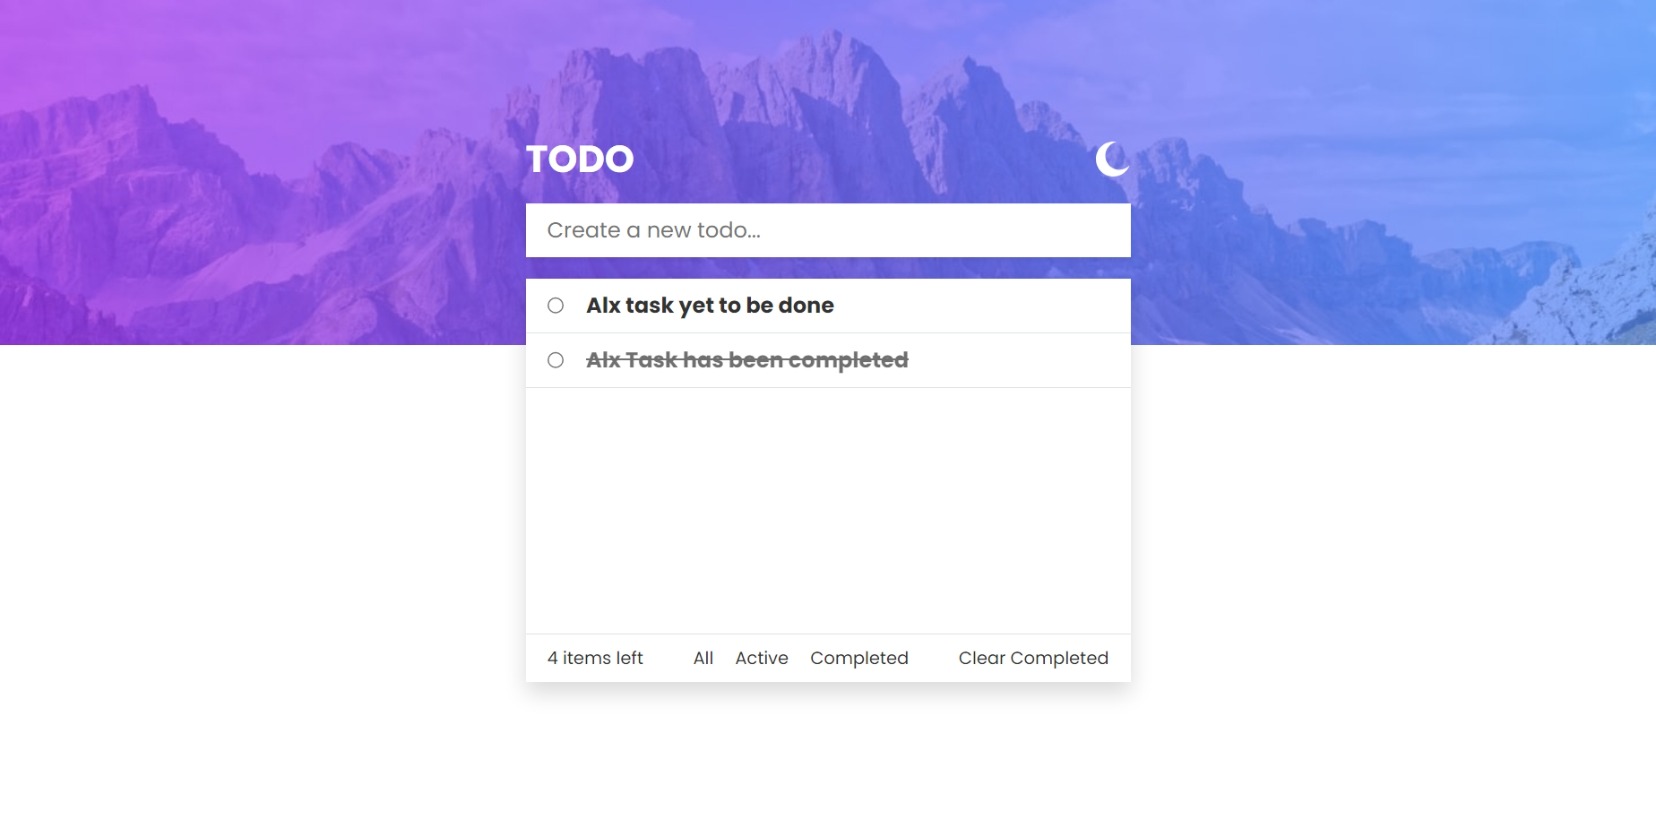 TODO
Create a new todo...
Alx task yet to be done
Alx Task has been completed
4 items left All Active Completed Clear Completed